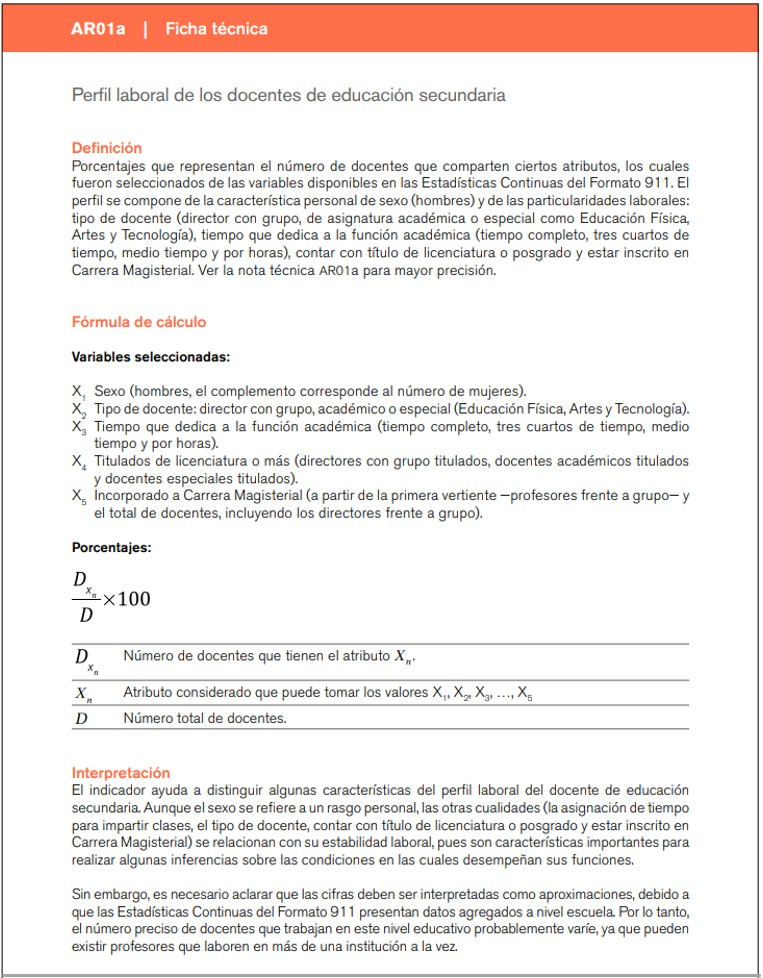 AR01a | Ficha técnica
Perfil laboral de los docentes de educación secundaria
Definición
Porcentajes que representan el número de docentes que comparten ciertos atributos, los cuales
fueron seleccionados de las variables disponibles en las Estadísticas Continuas del Formato 911. El
perfil se compone de la característica personal de sexo (hombres) y de las particularidades laborales:
tipo de docente (director con grupo, de asignatura académica o especial como Educación Física,
Artes y Tecnología), tiempo que dedica a la función académica (tiempo completo, tres cuartos de
tiempo, medio tiempo y por horas), contar con título de licenciatura o posgrado y estar inscrito en
Carrera Magisterial. Ver la nota técnica AR01a para mayor precisión.
Fórmula de cálculo
Variables seleccionadas:
X₁ Sexo (hombres, el complemento corresponde al número de mujeres).
X₂ Tipo de docente: director con grupo, académico o especial (Educación Física, Artes y Tecnología).
X₃ Tiempo que dedica a la función académica (tiempo completo, tres cuartos de tiempo, medio
tiempo y por horas).
X₄ Titulados de licenciatura o más (directores con grupo titulados, docentes académicos titulados
y docentes especiales titulados).
X₅ Incorporado a Carrera Magisterial (a partir de la primera vertiente —profesores frente a grupo— y
el total de docentes, incluyendo los directores frente a grupo).
Porcentajes:
D_{x_n}
/ D ×100
D_{x_n} Número de docentes que tienen el atributo X_n.
X_n Atributo considerado que puede tomar los valores X₁, X₂, X₃, …, X₅
D Número total de docentes.
Interpretación
El indicador ayuda a distinguir algunas características del perfil laboral del docente de educación
secundaria. Aunque el sexo se refiere a un rasgo personal, las otras cualidades (la asignación de tiempo
para impartir clases, el tipo de docente, contar con título de licenciatura o posgrado y estar inscrito en
Carrera Magisterial) se relacionan con su estabilidad laboral, pues son características importantes para
realizar algunas inferencias sobre las condiciones en las cuales desempeñan sus funciones.
Sin embargo, es necesario aclarar que las cifras deben ser interpretadas como aproximaciones, debido a
que las Estadísticas Continuas del Formato 911 presentan datos agregados a nivel escuela. Por lo tanto,
el número preciso de docentes que trabajan en este nivel educativo probablemente varíe, ya que pueden
existir profesores que laboren en más de una institución a la vez.